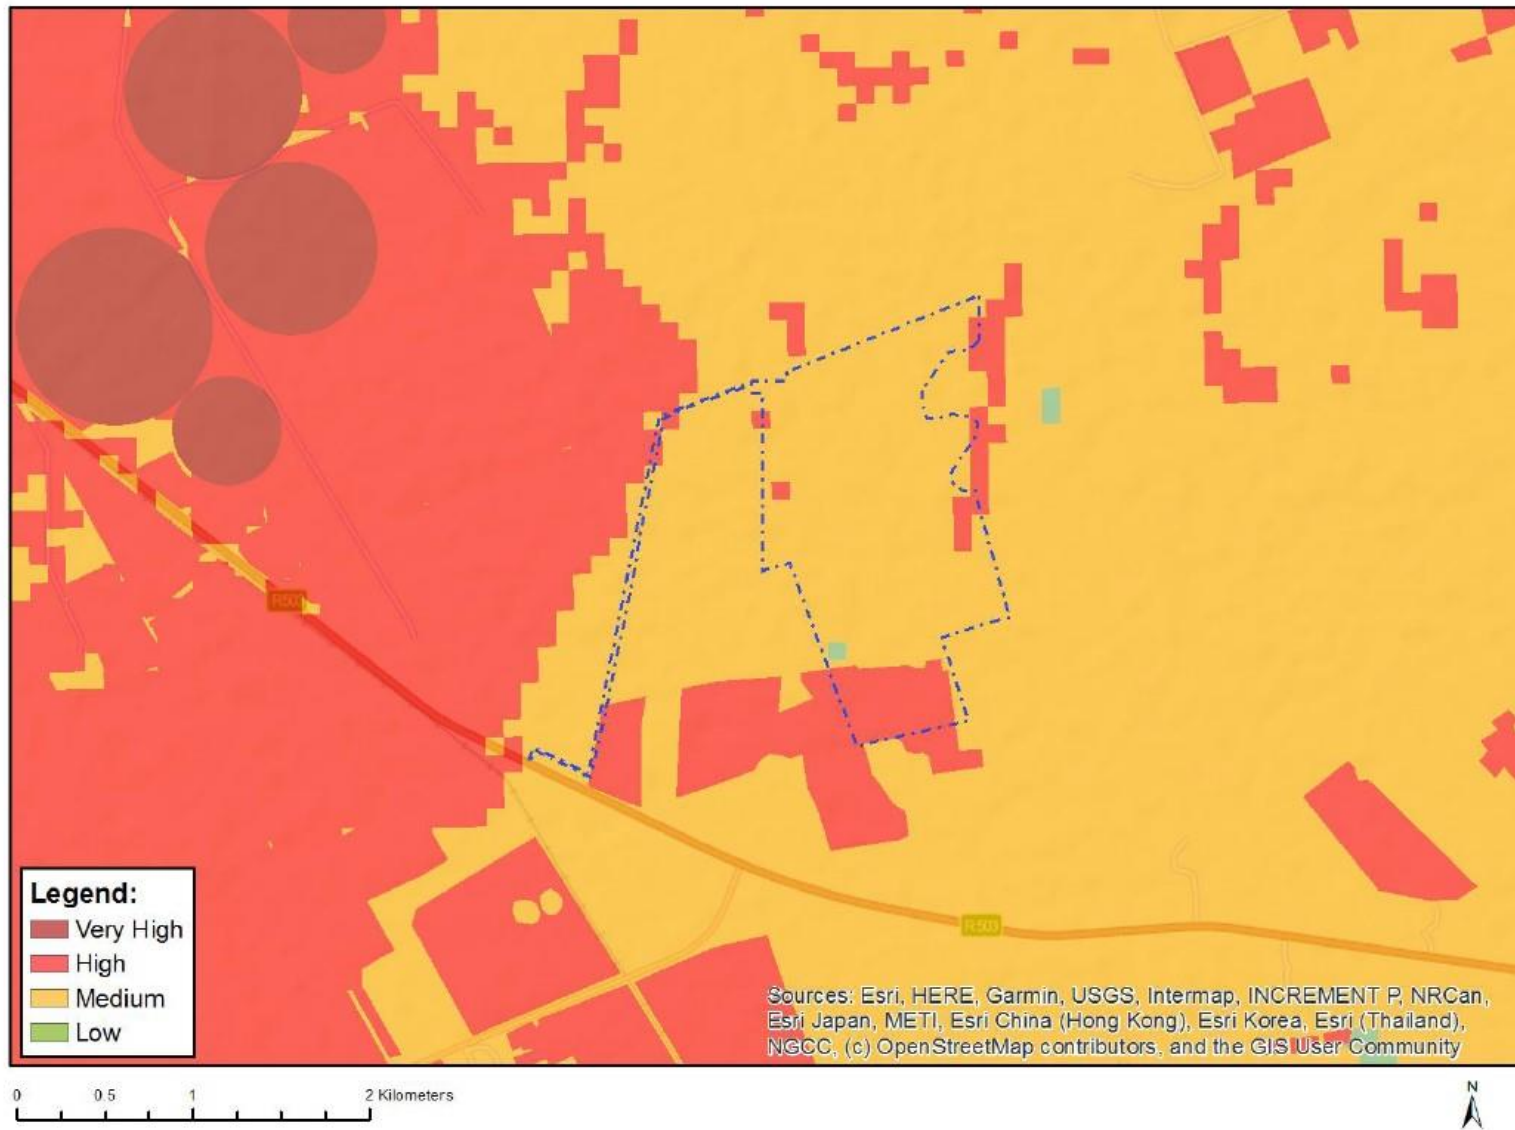 R503
R503
Legend:
Very High
High
Medium
Low
Sources: Esri, HERE, Garmin, USGS, Intermap, INCREMENT P, NRCan,
Esri Japan, METI, Esri China (Hong Kong), Esri Korea, Esri (Thailand),
NGCC, (c) OpenStreetMap contributors, and the GIS User Community
0 0.5 1 2 Kilometers
N